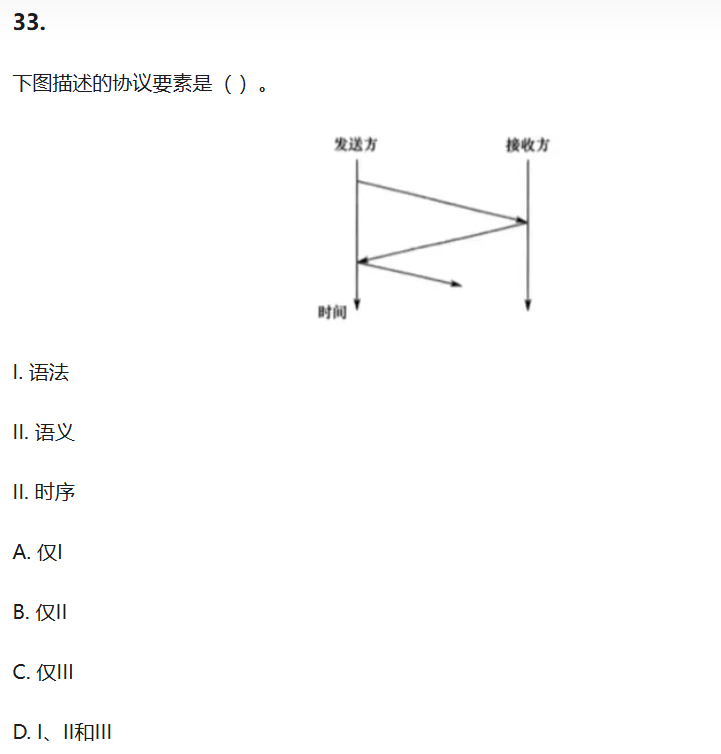 33.
下图描述的协议要素是（ ）。
发送方 接收方
时间
I. 语法
II. 语义
II. 时序
A. 仅I
B. 仅II
C. 仅III
D. I、II和III